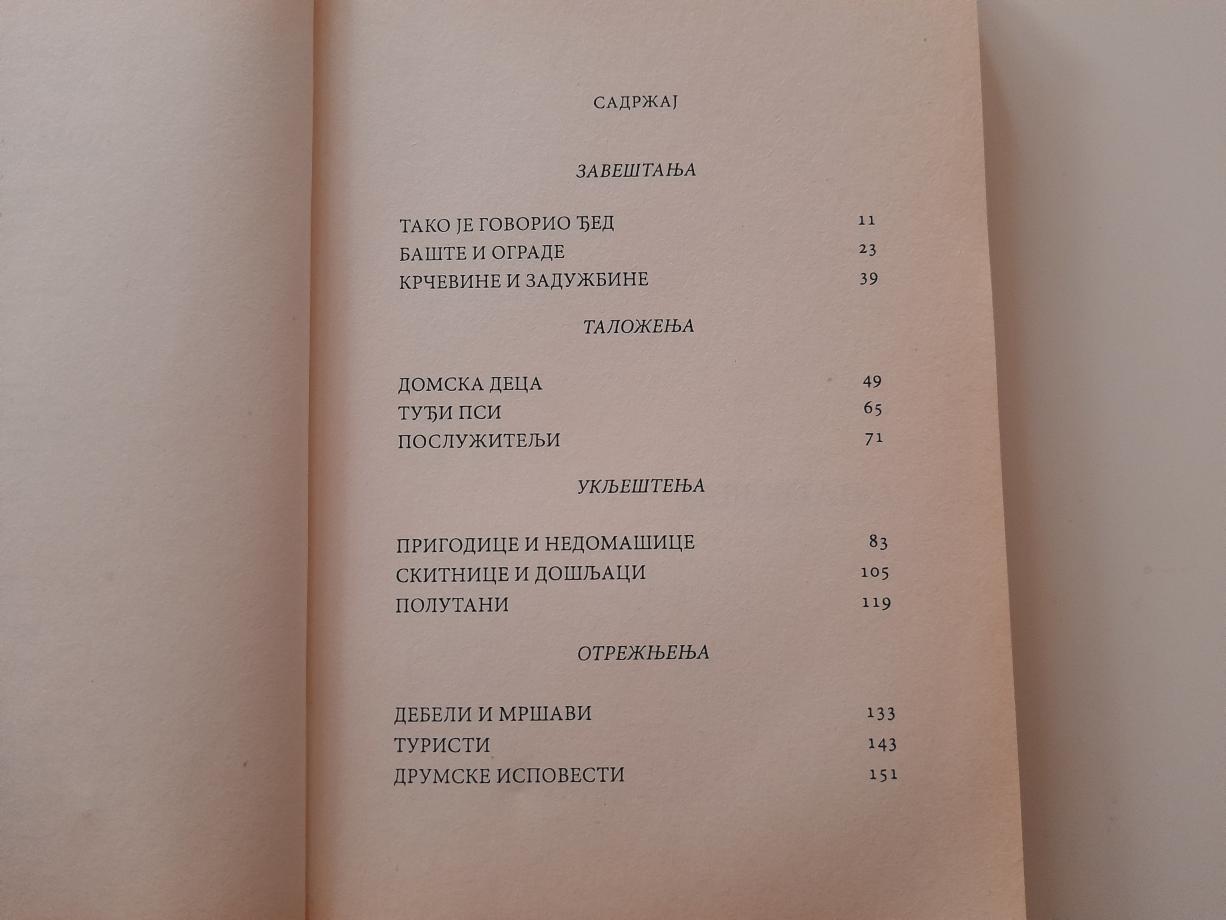 САДРЖАЈ
ЗАВЕШТАЊА
ТАКО ЈЕ ГОВОРИО ЂЕД 11
БАШТЕ И ОГРАДЕ 23
КРЧЕВИНЕ И ЗАДУЖБИНЕ 39
ТАЛОЖЕЊА
ДОМСКА ДЕЦА 49
ТУЂИ ПСИ 65
ПОСЛУЖИТЕЉИ 71
УКЉЕШТЕЊА
ПРИГОДИЦЕ И НЕДОМАШИЦЕ 83
СКИТНИЦЕ И ДОШЉАЦИ 105
ПОЛУТАНИ 119
ОТРЕЖЊЕЊА
ДЕБЕЛИ И МРШАВИ 133
ТУРИСТИ 143
ДРУМСКЕ ИСПОВЕСТИ 151